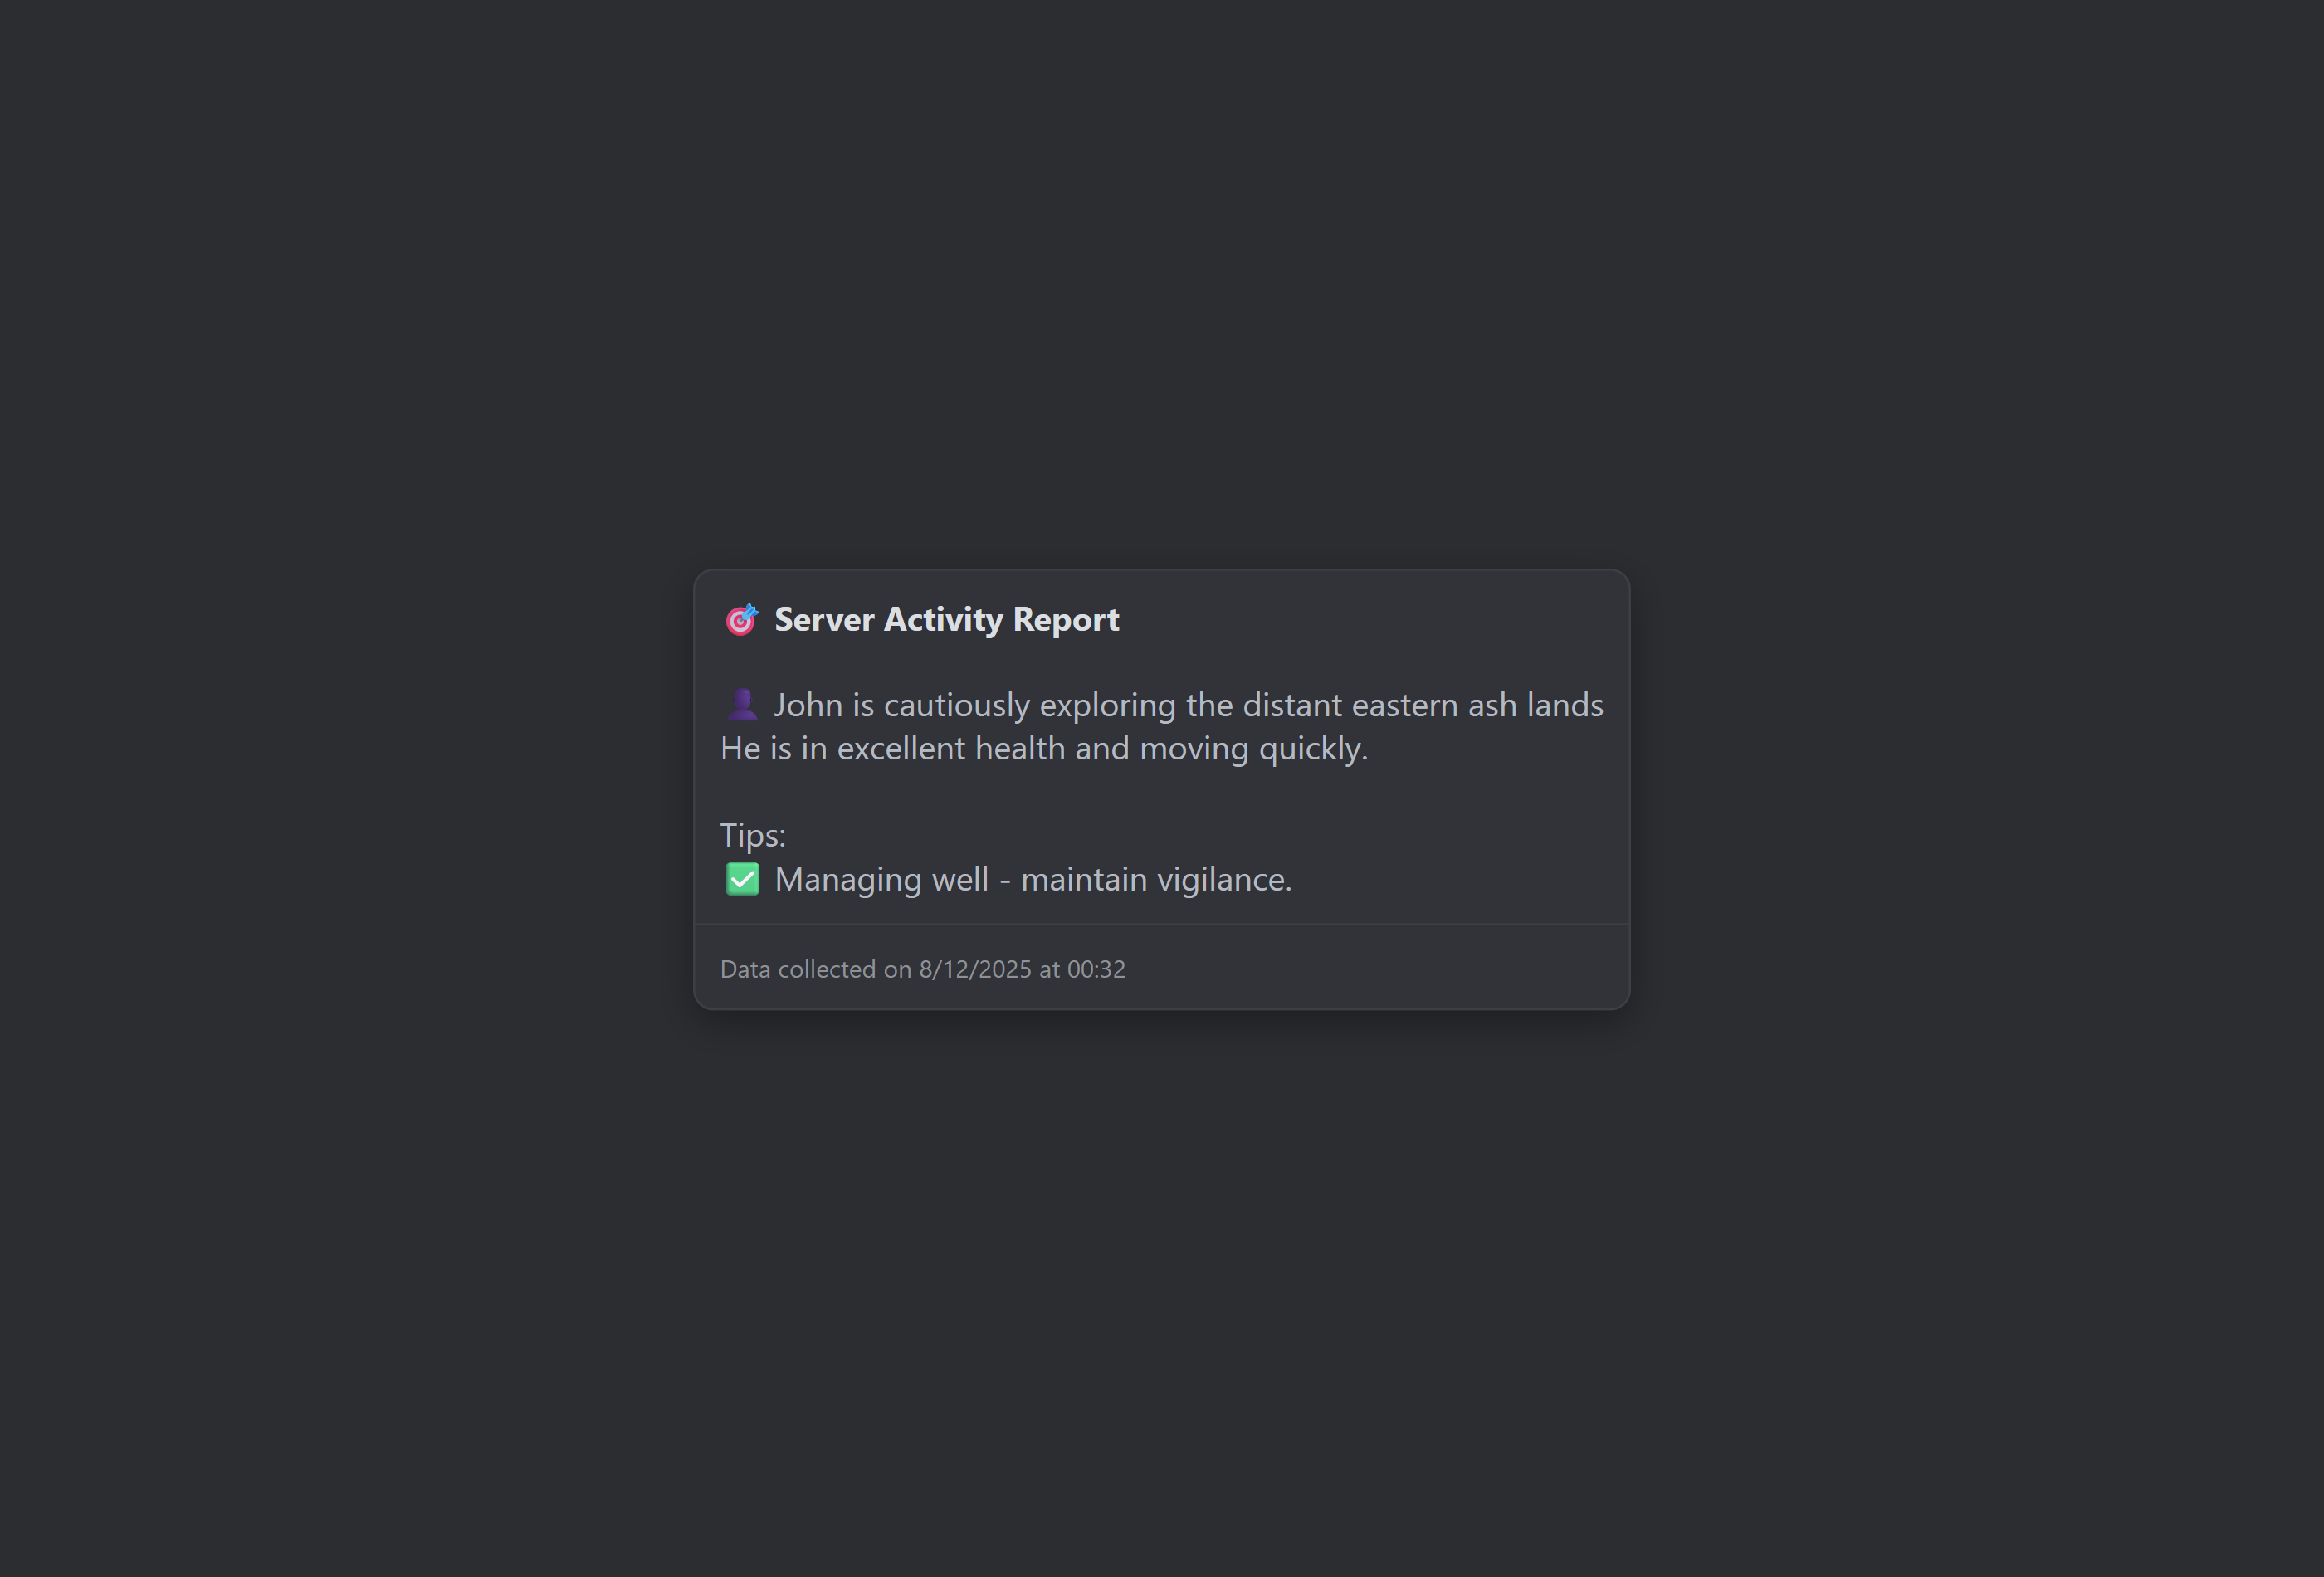 🎯 Server Activity Report
👤 John is cautiously exploring the distant eastern ash lands
He is in excellent health and moving quickly.
Tips:
✅ Managing well - maintain vigilance.
Data collected on 8/12/2025 at 00:32